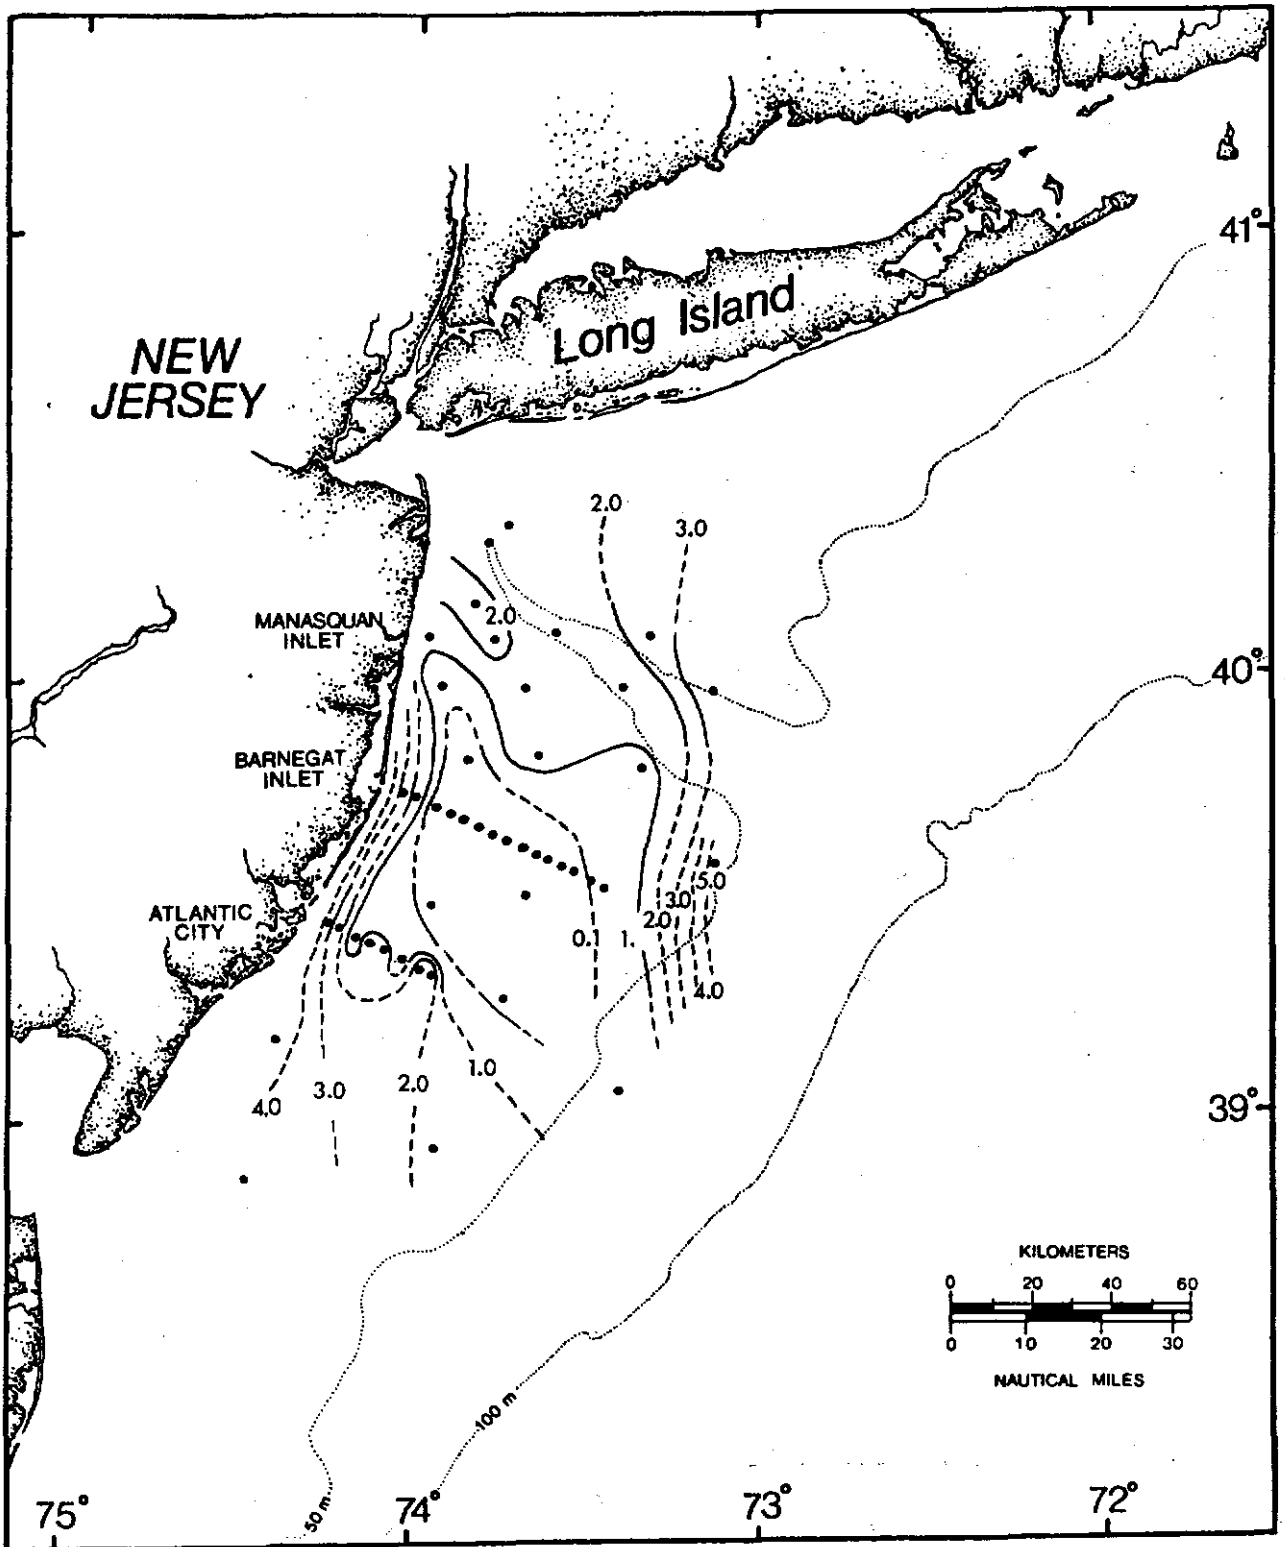 41°
Long Island
NEW
JERSEY
2.0
3.0
MANASQUAN
INLET
2.0
40°
BARNEGAT
INLET
5.0
3.0
ATLANTIC
CITY
2.0
0.1
1.
4.0
1.0
2.0
3.0
4.0
39°
KILOMETERS
0 20 40 60
0 10 20 30
NAUTICAL MILES
100 m
50 m
75° 74° 73° 72°